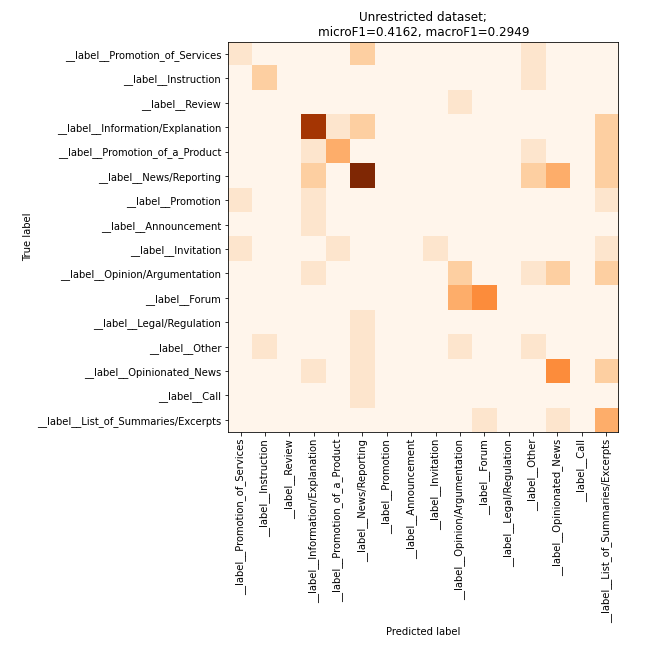 Unrestricted dataset;
microF1=0.4162, macroF1=0.2949
True label
__label__Promotion_of_Services
__label__Instruction
__label__Review
__label__Information/Explanation
__label__Promotion_of_a_Product
__label__News/Reporting
__label__Promotion
__label__Announcement
__label__Invitation
__label__Opinion/Argumentation
__label__Forum
__label__Legal/Regulation
__label__Other
__label__Opinionated_News
__label__Call
__label__List_of_Summaries/Excerpts
__label__Promotion_of_Services
__label__Instruction
__label__Review
__label__Information/Explanation
__label__Promotion_of_a_Product
__label__News/Reporting
__label__Promotion
__label__Announcement
__label__Invitation
__label__Opinion/Argumentation
__label__Forum
__label__Legal/Regulation
__label__Other
__label__Opinionated_News
__label__Call
__label__List_of_Summaries/Excerpts
Predicted label